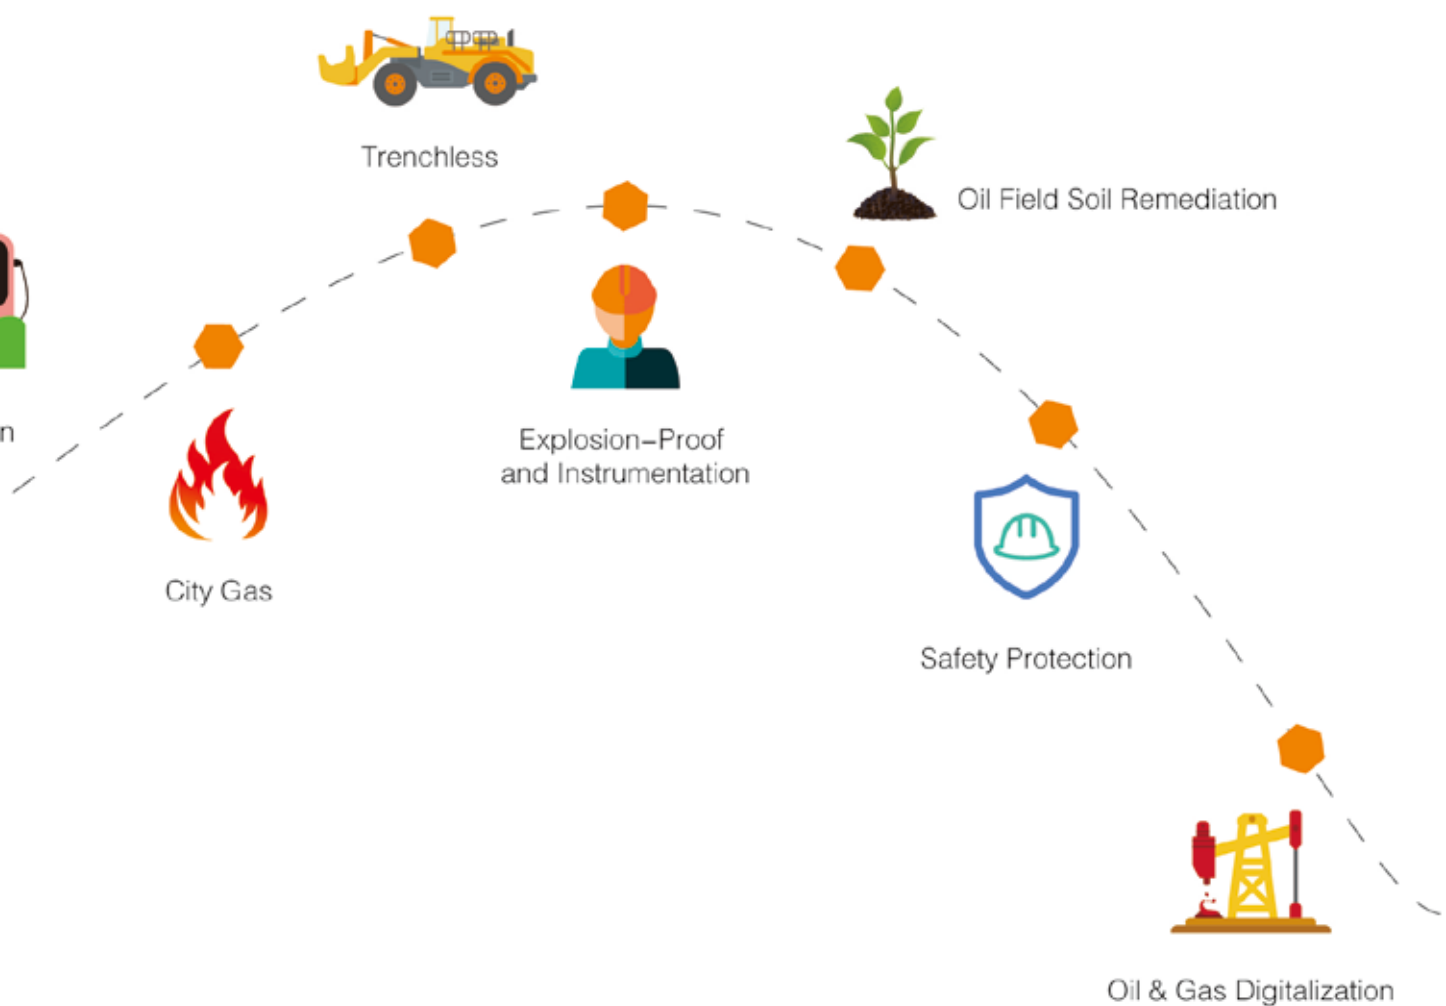 Trenchless
Oil Field Soil Remediation
Explosion–Proof
and Instrumentation
City Gas
Safety Protection
Oil & Gas Digitalization